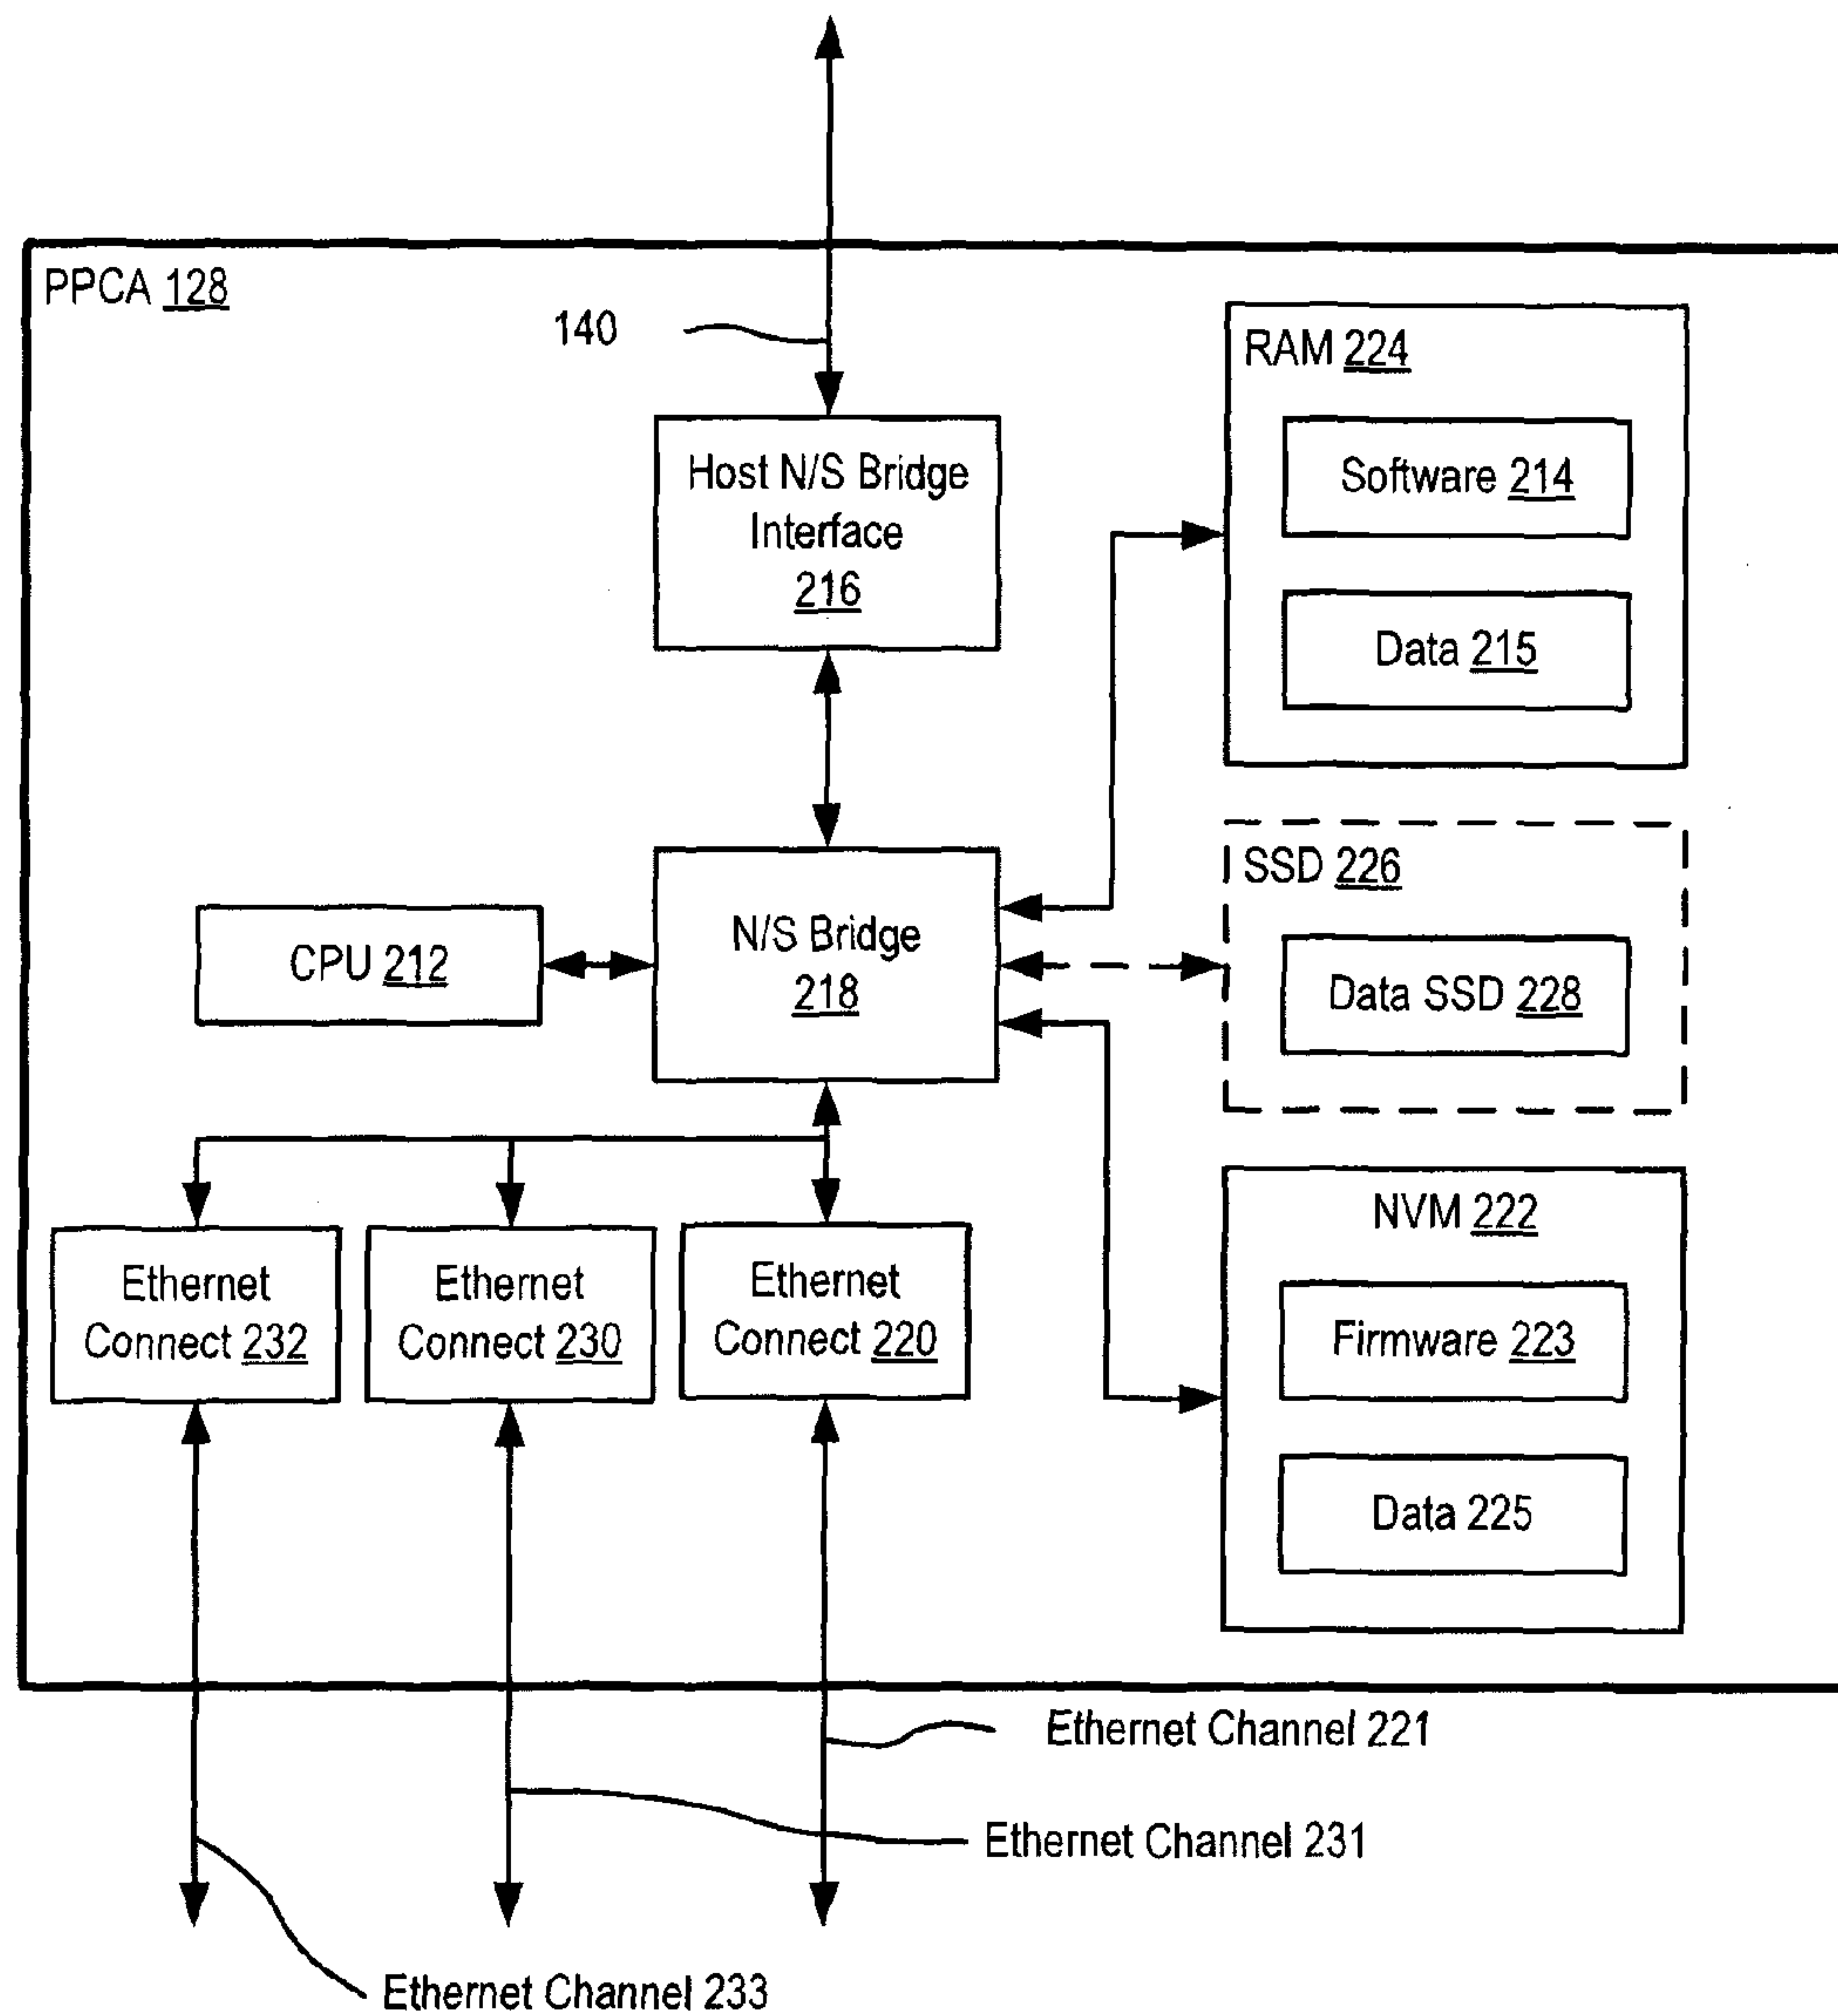 PPCA 128
140
Host N/S Bridge
Interface
216
RAM 224
Software 214
Data 215
N/S Bridge
218
CPU 212
SSD 226
Data SSD 228
Ethernet
Connect 232
Ethernet
Connect 230
Ethernet
Connect 220
NVM 222
Firmware 223
Data 225
Ethernet Channel 221
Ethernet Channel 231
Ethernet Channel 233